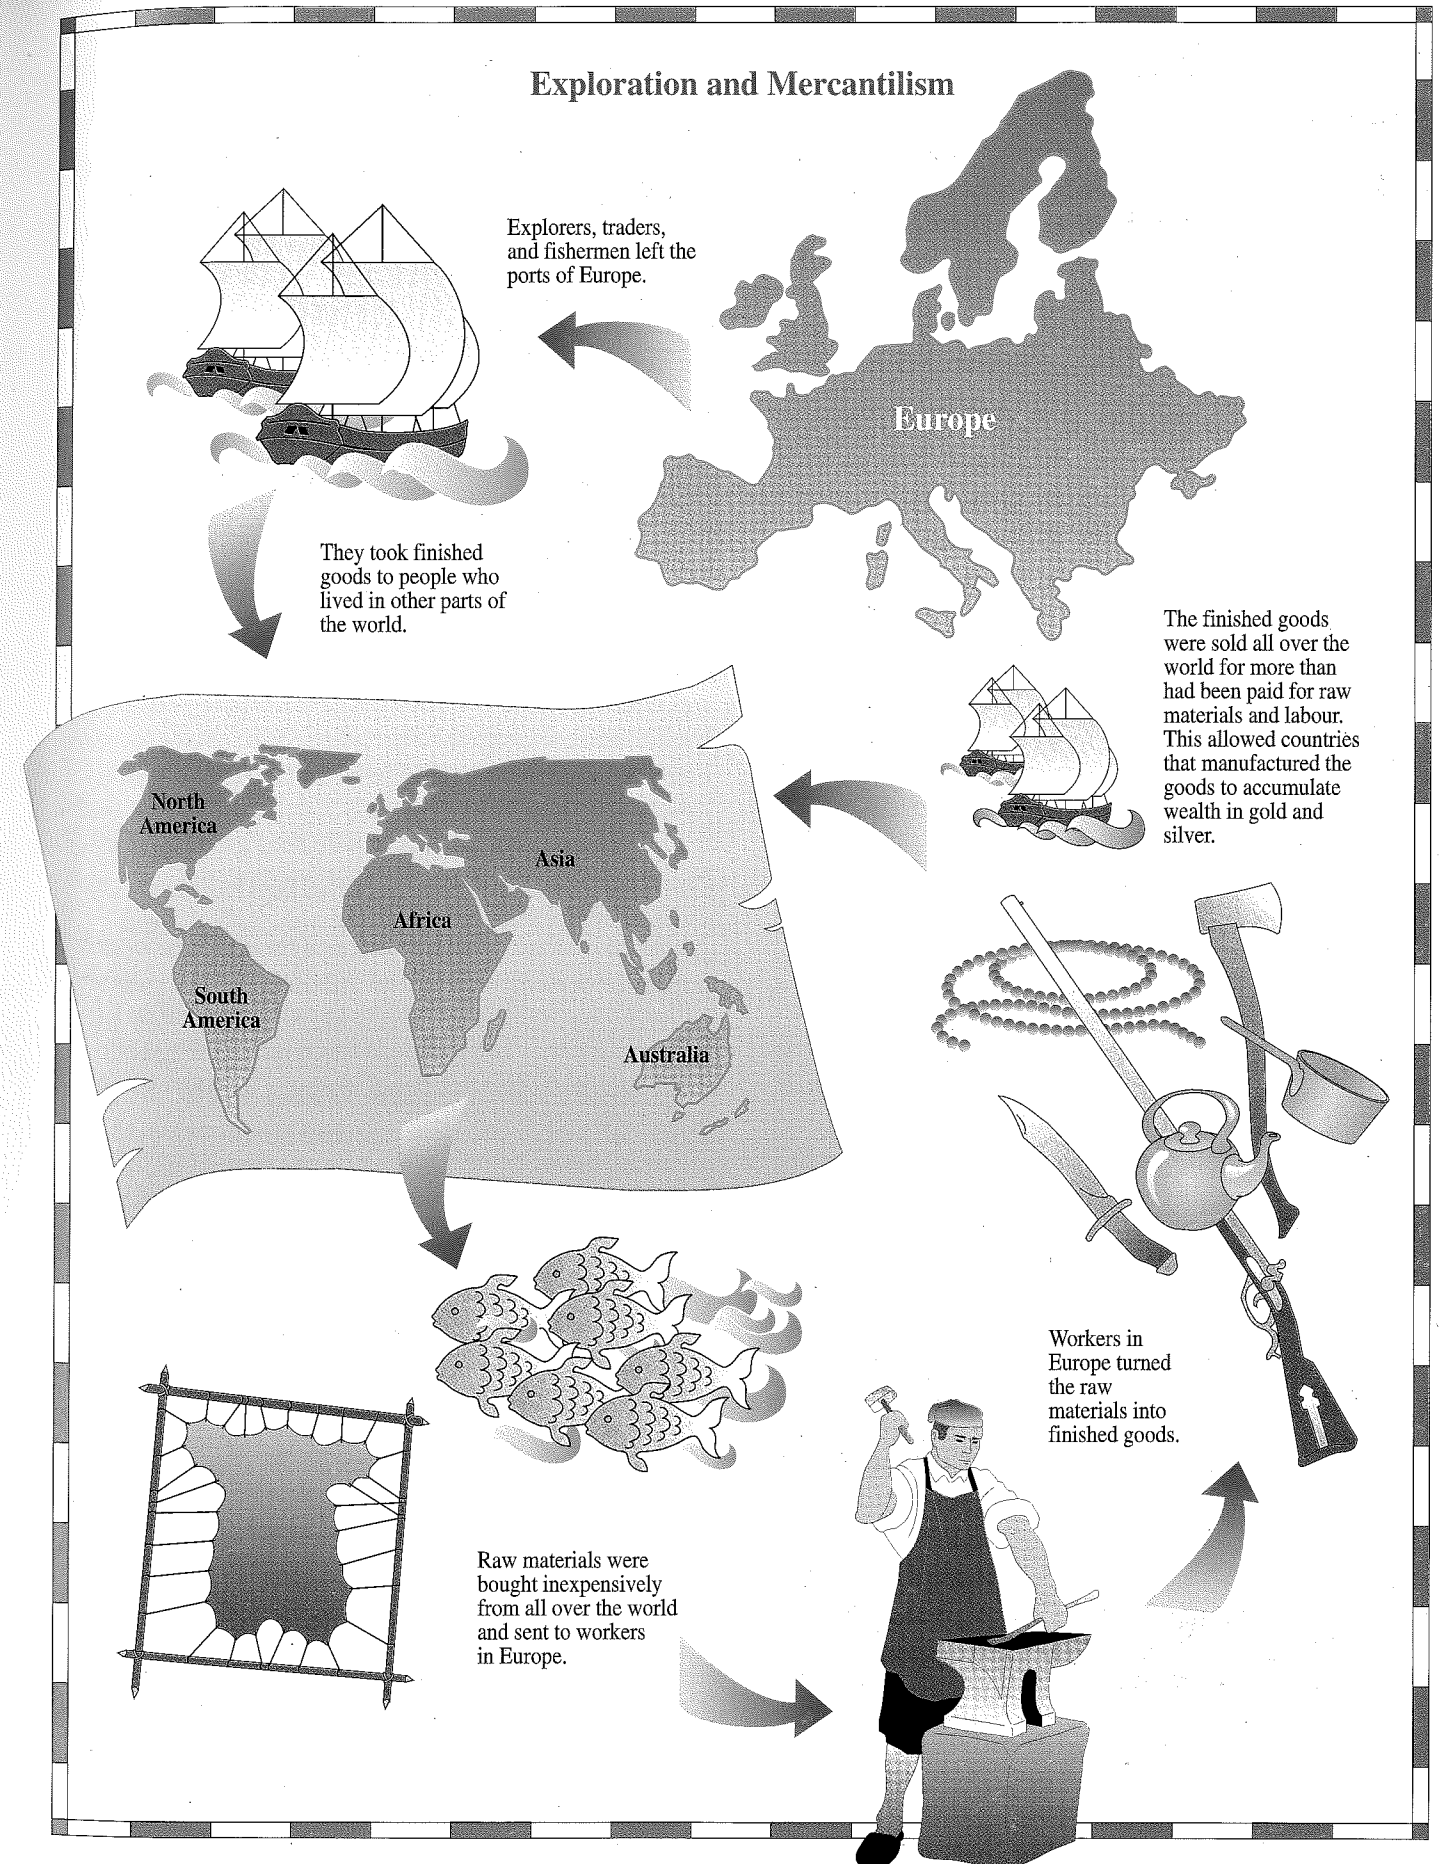 Exploration and Mercantilism
Explorers, traders,
and fishermen left the
ports of Europe.
Europe
They took finished
goods to people who
lived in other parts of
the world.
The finished goods
were sold all over the
world for more than
had been paid for raw
materials and labour.
This allowed countries
that manufactured the
goods to accumulate
wealth in gold and
silver.
North
America
Asia
Africa
South
America
Australia
Workers in
Europe turned
the raw
materials into
finished goods.
Raw materials were
bought inexpensively
from all over the world
and sent to workers
in Europe.